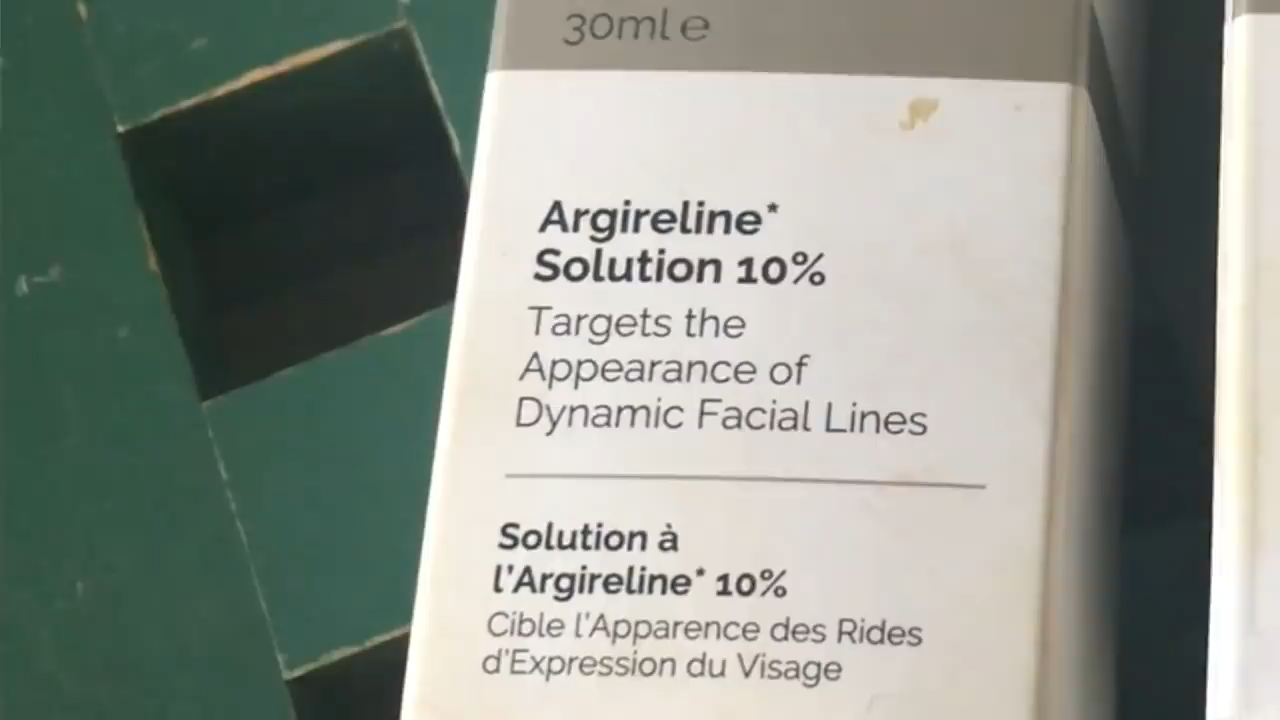 30ml ℮
Argireline*
Solution 10%
Targets the
Appearance of
Dynamic Facial Lines
Solution à
l'Argireline* 10%
Cible l'Apparence des Rides
d'Expression du Visage